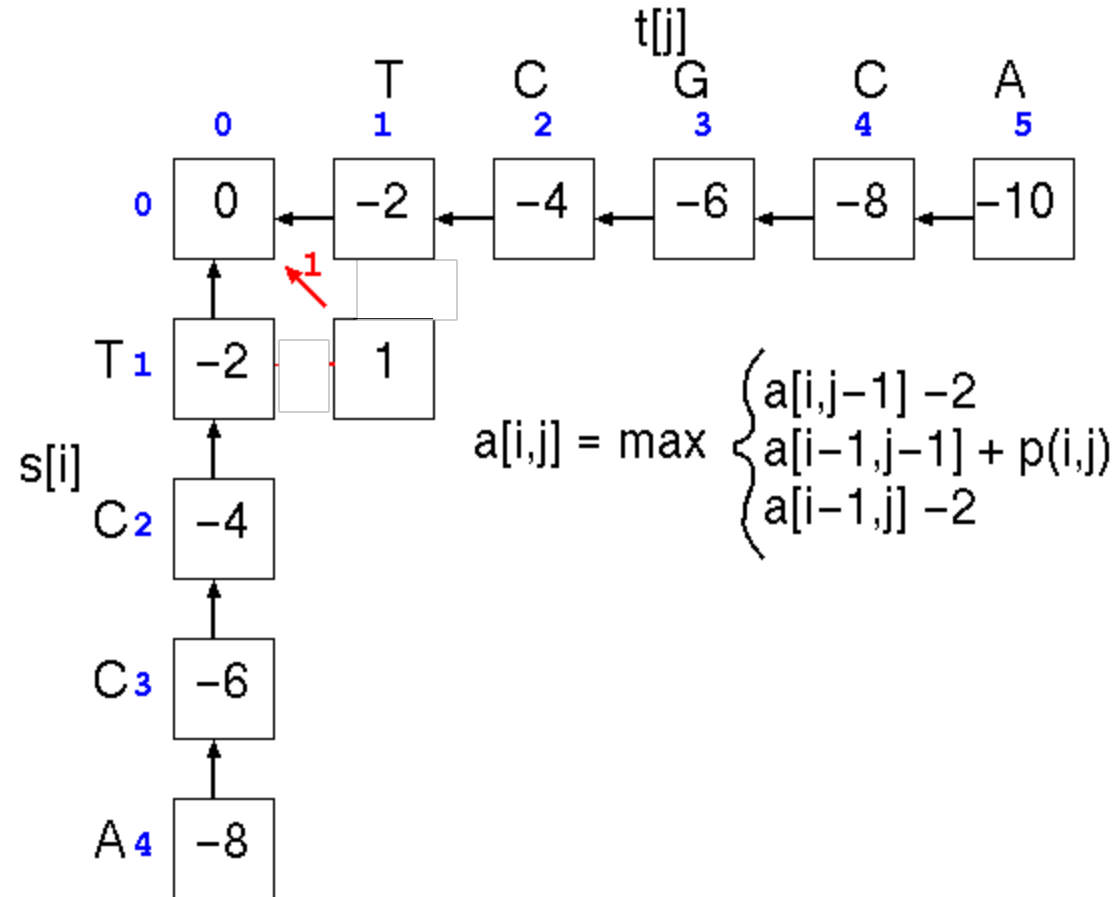 t[j]
T C G C A
0 1 2 3 4 5
0 0 −2 −4 −6 −8 −10
1
T 1 −2 1
a[i,j] = max
a[i,j−1] −2
a[i−1,j−1] + p(i,j)
a[i−1,j] −2
s[i]
C 2 −4
C 3 −6
A 4 −8